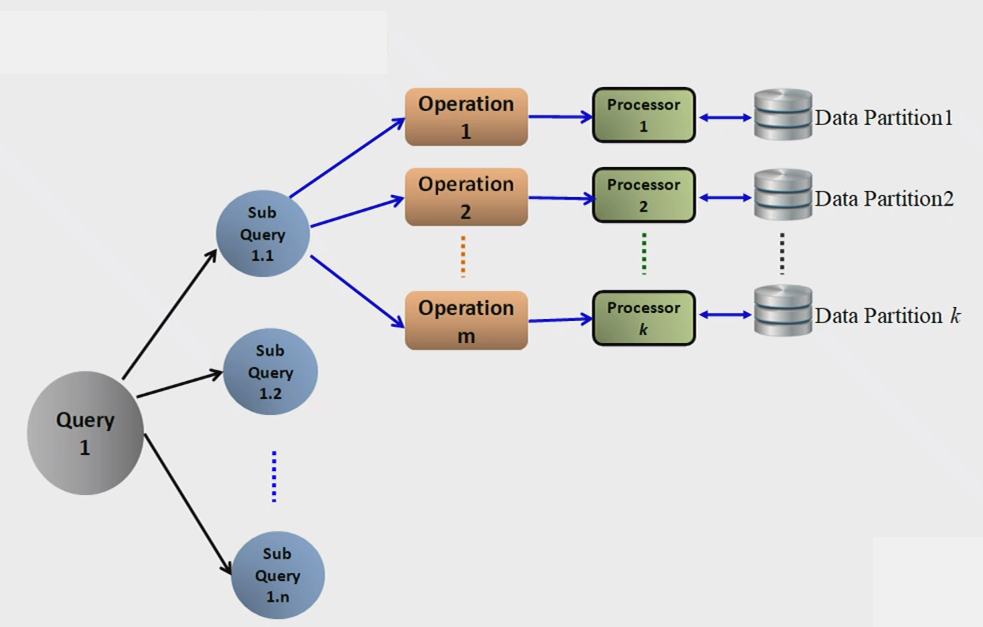 Operation
1
Processor
1
Data Partition1
Operation
2
Processor
2
Data Partition2
Sub
Query
1.1
Operation
m
Processor
k
Data Partition k
Sub
Query
1.2
Query
1
Sub
Query
1.n